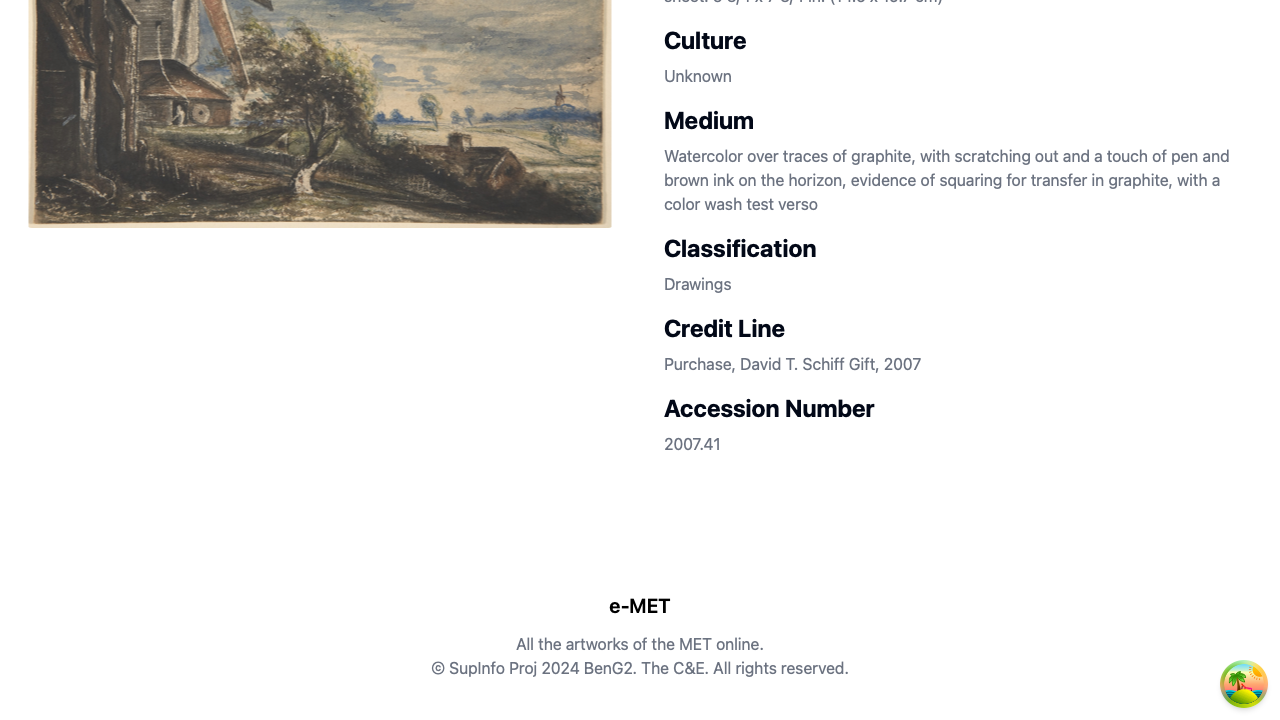 Culture
Unknown
Medium
Watercolor over traces of graphite, with scratching out and a touch of pen and
brown ink on the horizon, evidence of squaring for transfer in graphite, with a
color wash test verso
Classification
Drawings
Credit Line
Purchase, David T. Schiff Gift, 2007
Accession Number
2007.41
e-MET
All the artworks of the MET online.
© SupInfo Proj 2024 BenG2. The C&E. All rights reserved.